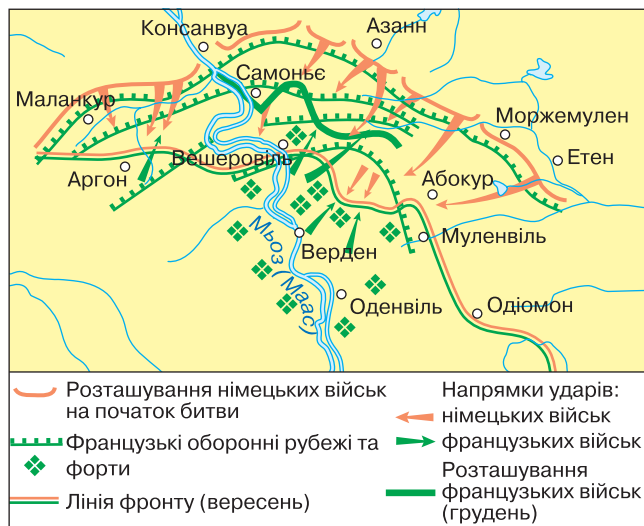 Консанвуа
Азанн
Самоньє
Маланкур
Моржемулен
Вешеровіль
Етен
Аргон
Абокур
Мьоз (Маас)
Верден
Муленвіль
Оденвіль
Одіомон
Розташування німецьких військ
на початок битви
Французькі оборонні рубежі та
форти
Лінія фронту (вересень)
Напрямки ударів:
німецьких військ
французьких військ
Розташування
французьких військ
(грудень)